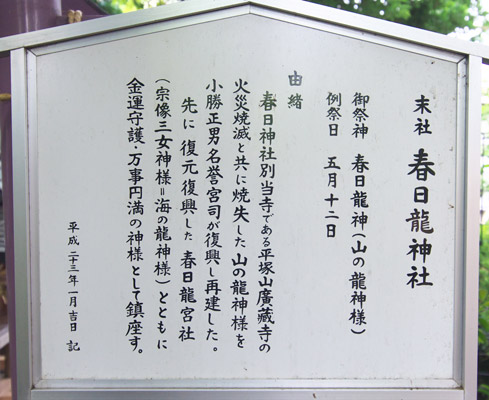 末社 春日龍神社
御祭神 春日龍神(山の龍神様)
例祭日 五月十二日
由緒
春日神社別当寺である平塚山廣蔵寺の
火災焼滅と共に焼失した山の龍神様を
小勝正男名誉宮司が復興し再建した。
先に復元復興した春日龍宮社
(宗像三女神様=海の龍神様)とともに
金運守護・万事円満の神様として鎮座す。
平成二十三年一月吉日 記